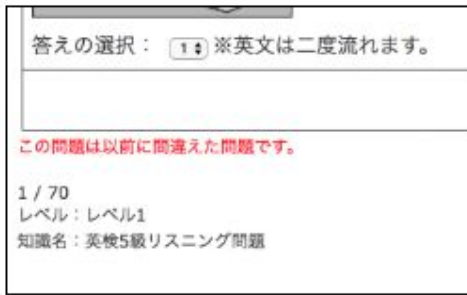 答えの選択： 1 ※英文は二度流れます。
この問題は以前に間違えた問題です。
1 / 70
レベル：レベル1
知識名：英検5級リスニング問題